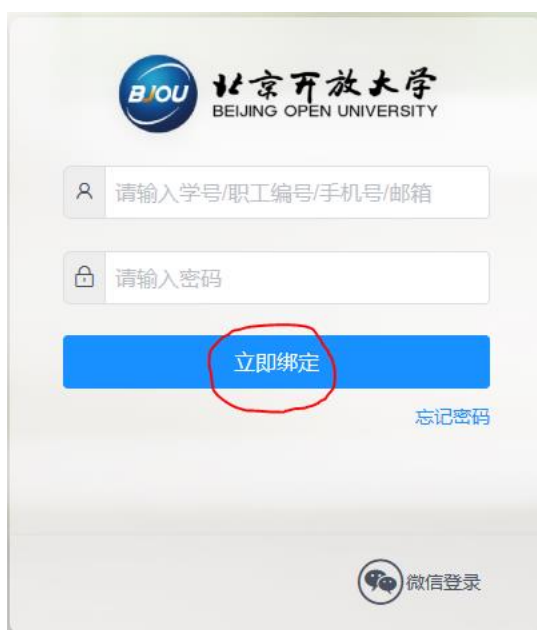 BJOU
北京开放大学
BEIJING OPEN UNIVERSITY
请输入学号/职工编号/手机号/邮箱
请输入密码
立即绑定
忘记密码
微信登录